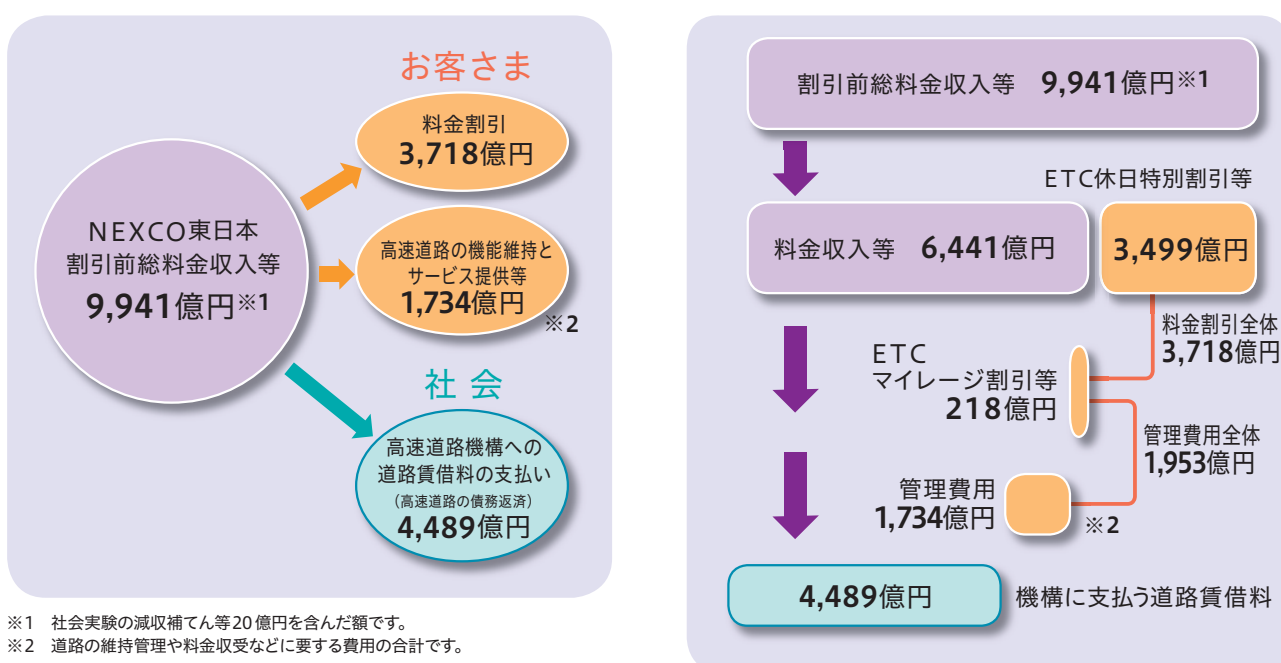 お客さま
料金割引
3,718億円
NEXCO東日本
割引前総料金収入等
9,941億円※1
高速道路の機能維持と
サービス提供等
1,734億円
※2
社会
高速道路機構への
道路賃借料の支払い
(高速道路の債務返済)
4,489億円
※1 社会実験の減収補てん等20億円を含んだ額です。
※2 道路の維持管理や料金収受などに要する費用の合計です。
割引前総料金収入等 9,941億円※1
ETC休日特別割引等
料金収入等 6,441億円
3,499億円
料金割引全体
3,718億円
ETC
マイレージ割引等
218億円
管理費用全体
1,953億円
管理費用
1,734億円
※2
4,489億円
機構に支払う道路賃借料